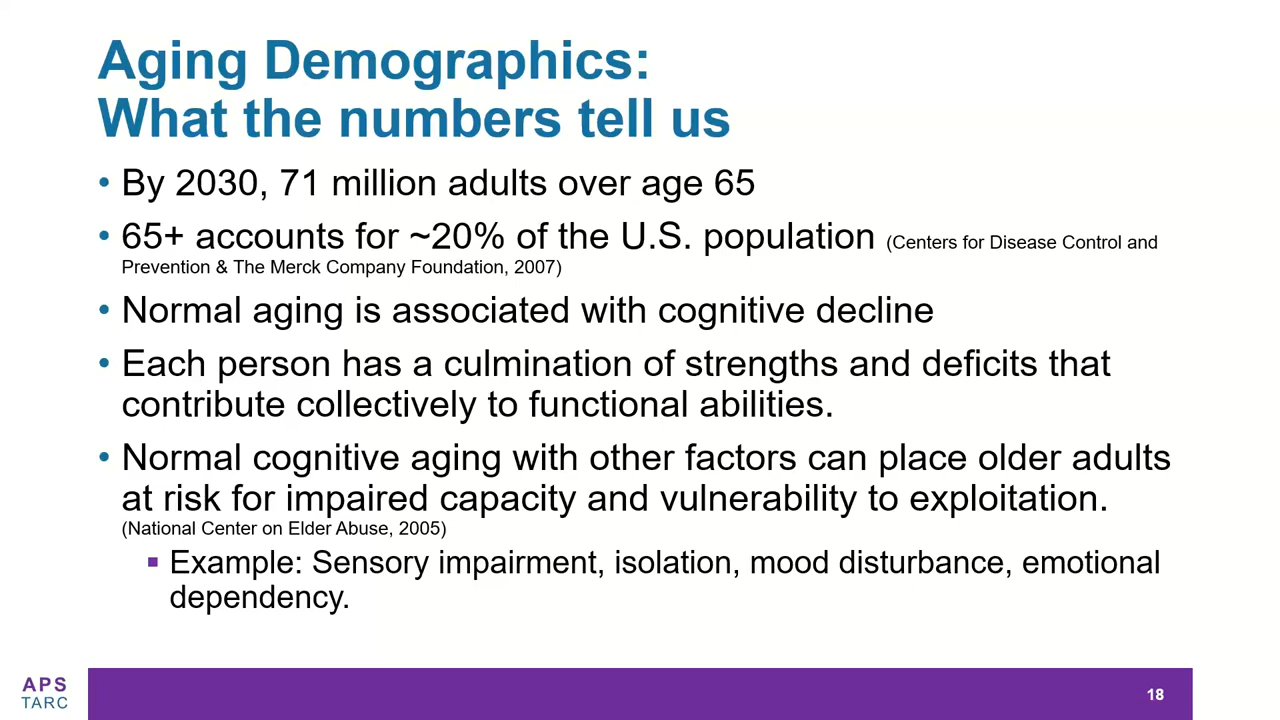 Aging Demographics:
What the numbers tell us
• By 2030, 71 million adults over age 65
• 65+ accounts for ~20% of the U.S. population (Centers for Disease Control and
Prevention & The Merck Company Foundation, 2007)
• Normal aging is associated with cognitive decline
• Each person has a culmination of strengths and deficits that
contribute collectively to functional abilities.
• Normal cognitive aging with other factors can place older adults
at risk for impaired capacity and vulnerability to exploitation.
(National Center on Elder Abuse, 2005)
▪ Example: Sensory impairment, isolation, mood disturbance, emotional
dependency.
APS
TARC
18